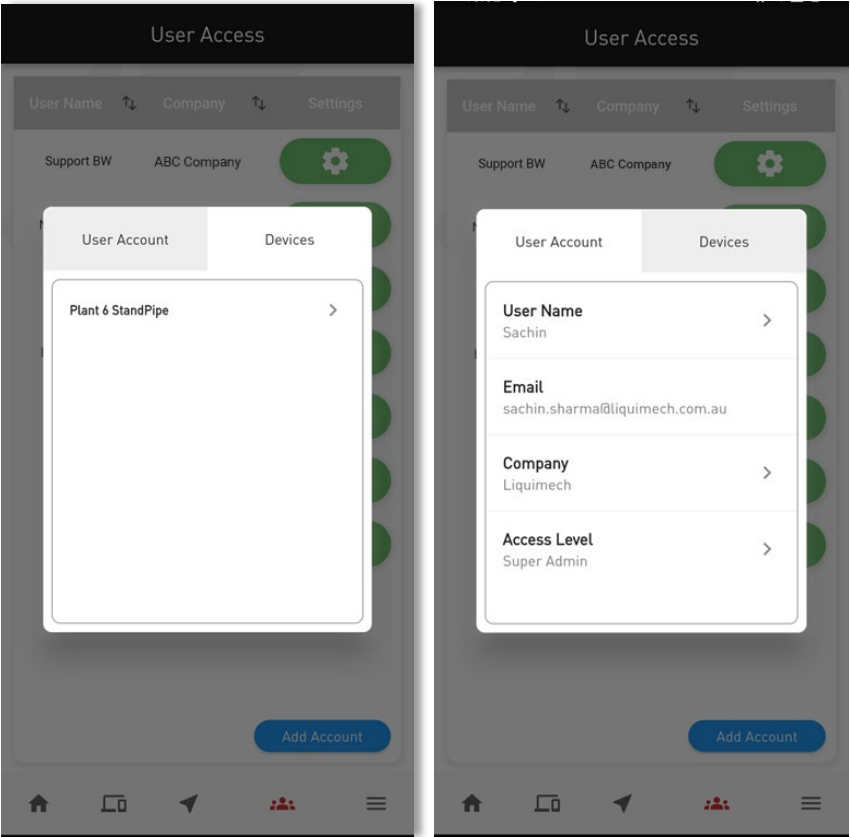 User Access
User Name Company Settings
Support BW ABC Company
User Account Devices
Plant 6 StandPipe
Add Account
User Access
User Name Company Settings
Support BW ABC Company
User Account Devices
User Name
Sachin
Email
sachin.sharma@liquimech.com.au
Company
Liquimech
Access Level
Super Admin
Add Account